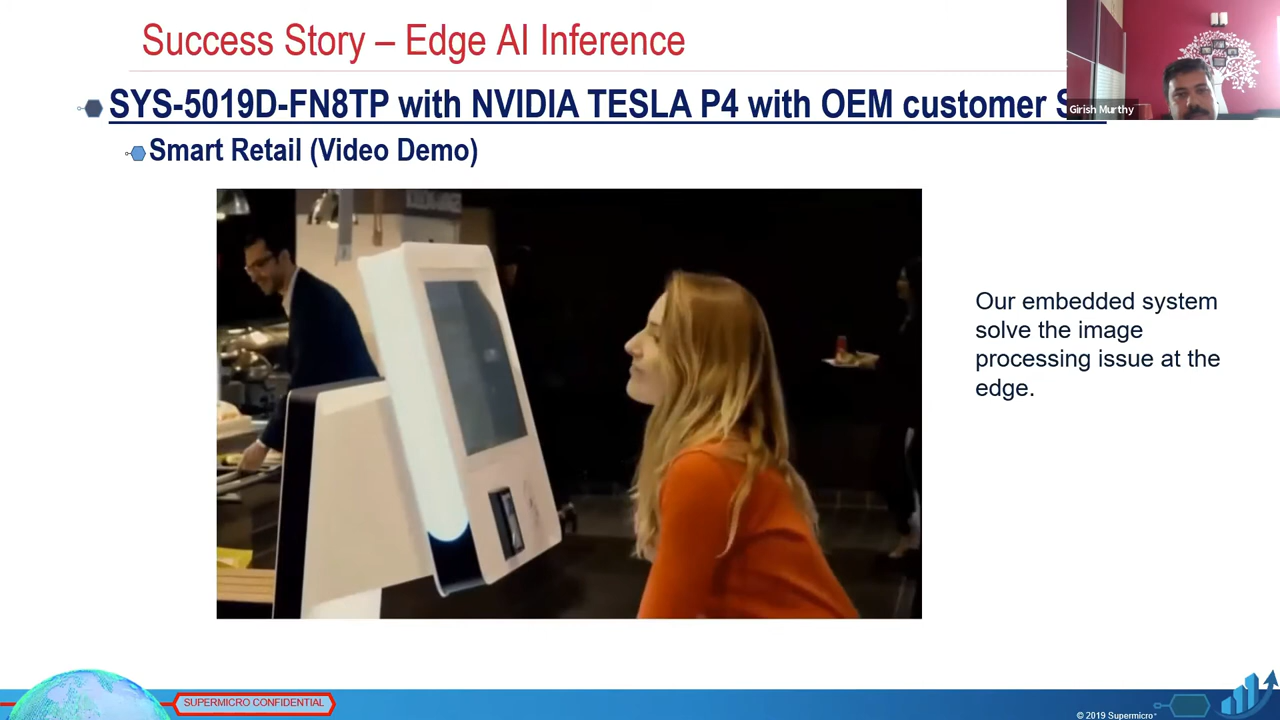 Success Story – Edge AI Inference
SYS-5019D-FN8TP with NVIDIA TESLA P4 with OEM customer
Girish Murthy
Smart Retail (Video Demo)
Our embedded system
solve the image
processing issue at the
edge.
SUPERMICRO CONFIDENTIAL
© 2019 Supermicro